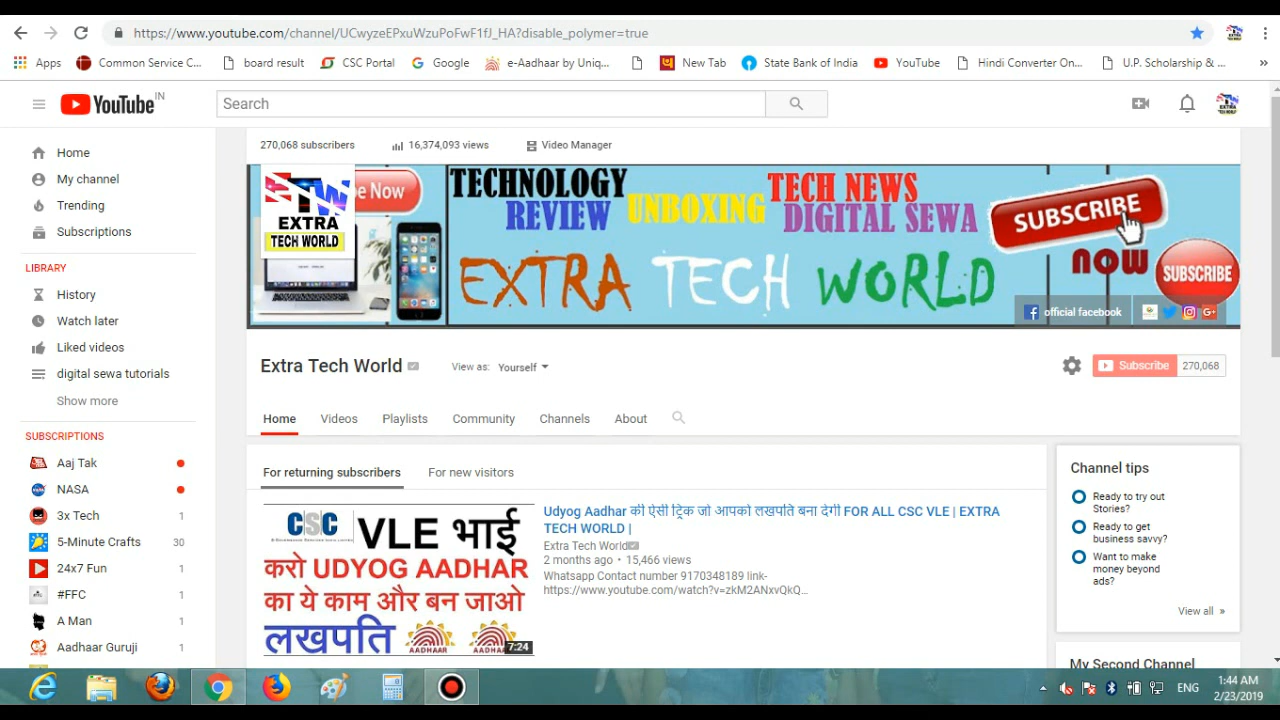 https://www.youtube.com/channel/UCwyzeEPxuWzuPoFwF1fJ_HA?disable_polymer=true
Apps Common Service C... board result CSC Portal Google e-Aadhaar by Uniq... New Tab State Bank of India YouTube Hindi Converter On... U.P. Scholarship & ... »
YouTube IN
Search
Home
My channel
Trending
Subscriptions
LIBRARY
History
Watch later
Liked videos
digital sewa tutorials
Show more
SUBSCRIPTIONS
Aaj Tak
NASA
3x Tech 1
5-Minute Crafts 30
24x7 Fun 1
#FFC 1
A Man 1
Aadhaar Guruji 1
270,068 subscribers 16,374,093 views Video Manager
ETW
EXTRA
TECH WORLD
be Now
TECHNOLOGY
REVIEW
UNBOXING
TECH NEWS
DIGITAL SEWA
EXTRA TECH WORLD
SUBSCRIBE
NOW
SUBSCRIBE
official facebook
Extra Tech World View as: Yourself
Subscribe 270,068
Home Videos Playlists Community Channels About
For returning subscribers For new visitors
CSC
VLE भाई
करो UDYOG AADHAR
का ये काम और बन जाओ
लखपति
AADHAAR AADHAAR
7:24
Udyog Aadhar की ऐसी ट्रिक जो आपको लखपति बना देगी FOR ALL CSC VLE | EXTRA
TECH WORLD |
Extra Tech World
2 months ago • 15,466 views
Whatsapp Contact number 9170348189 link-
https://www.youtube.com/watch?v=zkM2ANxvQkQ...
Channel tips
Ready to try out
Stories?
Ready to get
business savvy?
Want to make
money beyond
ads?
View all »
My Second Channel
ENG
1:44 AM
2/23/2019